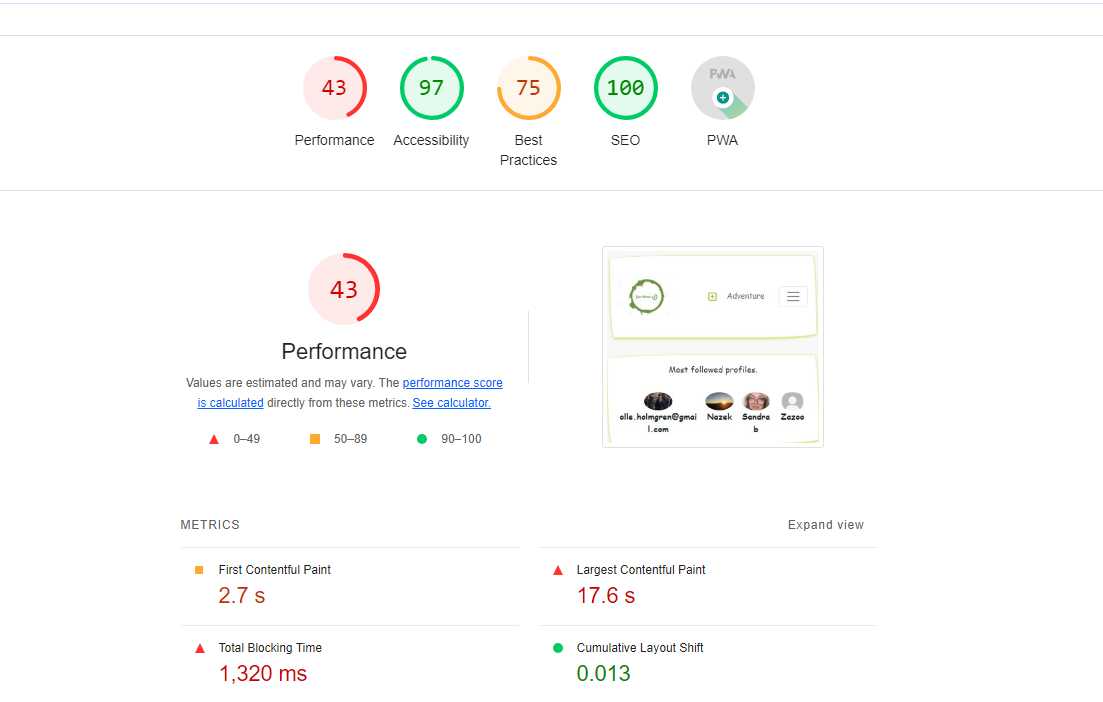 43
97
75
100
PWA
Performance
Accessibility
Best
Practices
SEO
PWA
43
Performance
Values are estimated and may vary. The performance score
is calculated directly from these metrics. See calculator.
0–49
50–89
90–100
Adventure
Most followed profiles.
olle.holmgren@gmai
l.com
Nazek
Sandra
b
Zazoo
METRICS
Expand view
First Contentful Paint
2.7 s
Largest Contentful Paint
17.6 s
Total Blocking Time
1,320 ms
Cumulative Layout Shift
0.013